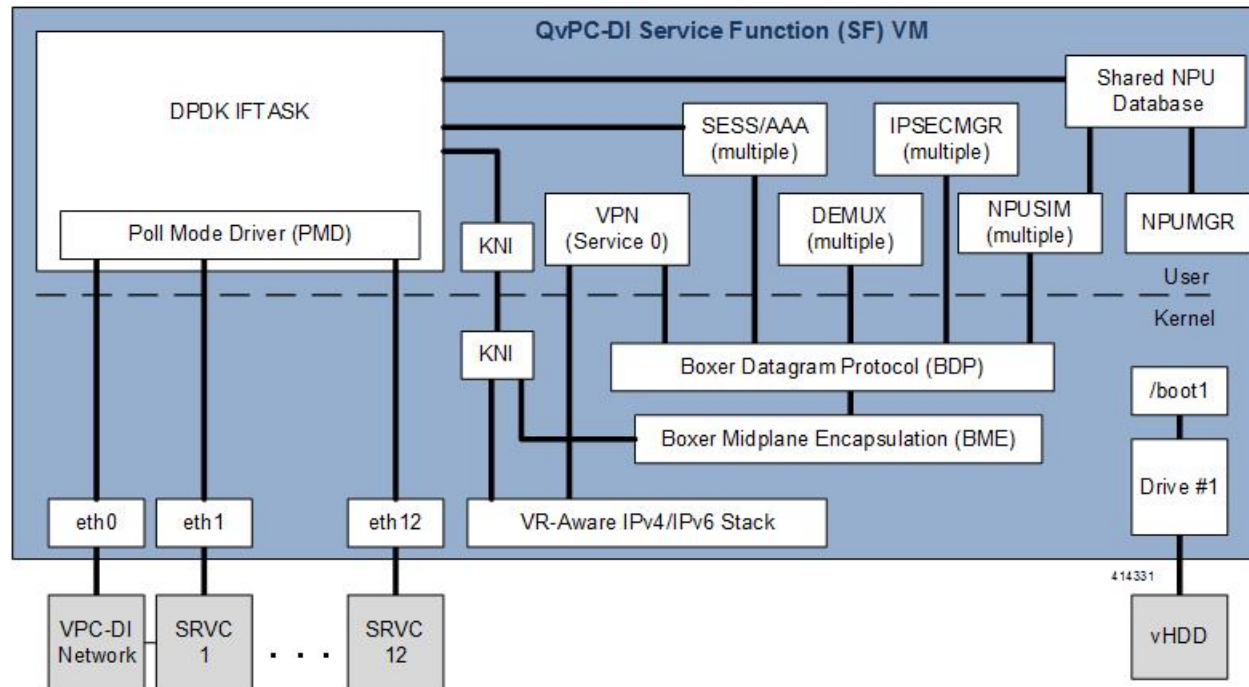 QvPC-DI Service Function (SF) VM
DPDK IFTASK
Shared NPU
Database
SESS/AAA
(multiple)
IPSECMGR
(multiple)
Poll Mode Driver (PMD)
KNI
VPN
(Service 0)
DEMUX
(multiple)
NPUSIM
(multiple)
NPUMGR
User
Kernel
KNI
Boxer Datagram Protocol (BDP)
/boot1
Boxer Midplane Encapsulation (BME)
Drive #1
eth0
eth1
eth12
VR-Aware IPv4/IPv6 Stack
414331
VPC-DI
Network
SRVC
1
. . .
SRVC
12
vHDD